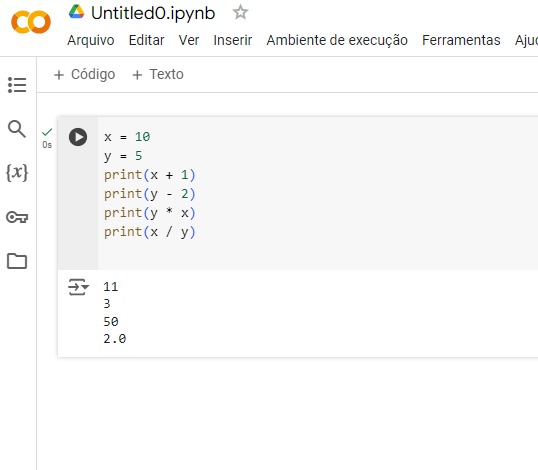 Untitled0.ipynb
Arquivo Editar Ver Inserir Ambiente de execução Ferramentas Aju
+ Código + Texto
{x}
0s
x = 10
y = 5
print(x + 1)
print(y - 2)
print(y * x)
print(x / y)
11
3
50
2.0